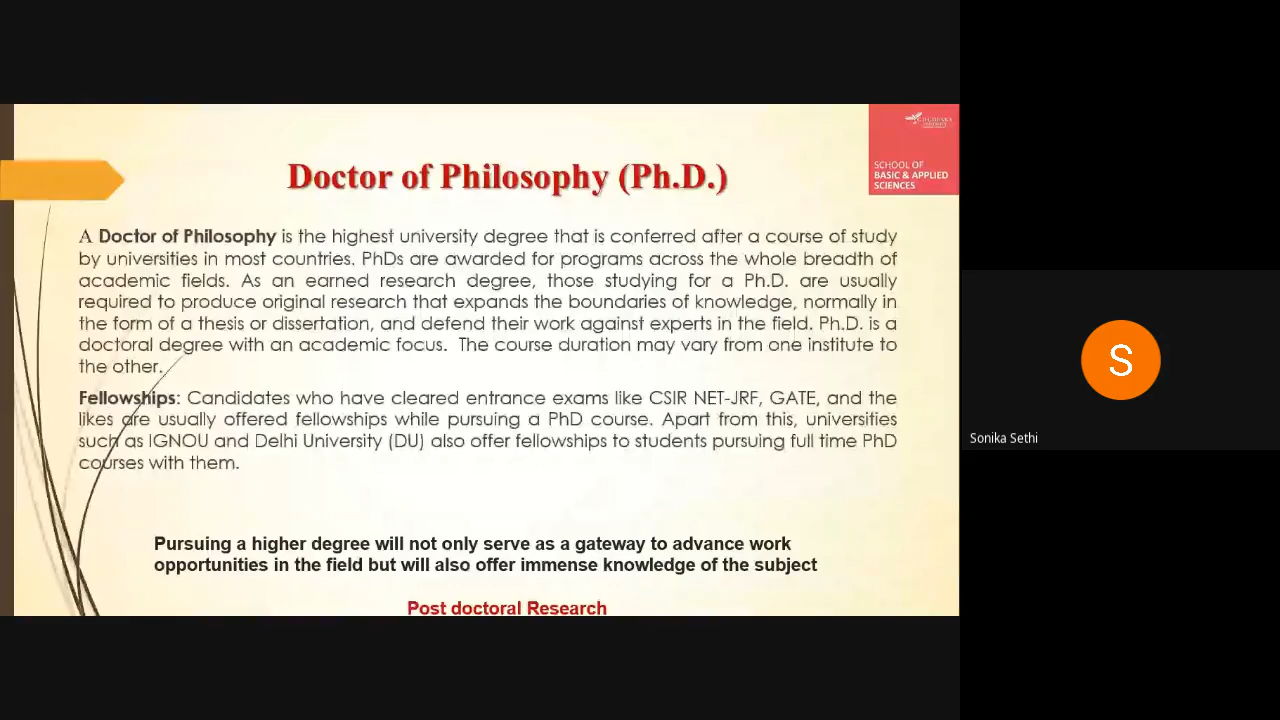 Doctor of Philosophy (Ph.D.)
SCHOOL OF
BASIC & APPLIED
SCIENCES
A Doctor of Philosophy is the highest university degree that is conferred after a course of study
by universities in most countries. PhDs are awarded for programs across the whole breadth of
academic fields. As an earned research degree, those studying for a Ph.D. are usually
required to produce original research that expands the boundaries of knowledge, normally in
the form of a thesis or dissertation, and defend their work against experts in the field. Ph.D. is a
doctoral degree with an academic focus. The course duration may vary from one institute to
the other.
Fellowships: Candidates who have cleared entrance exams like CSIR NET-JRF, GATE, and the
likes are usually offered fellowships while pursuing a PhD course. Apart from this, universities
such as IGNOU and Delhi University (DU) also offer fellowships to students pursuing full time PhD
courses with them.
Pursuing a higher degree will not only serve as a gateway to advance work
opportunities in the field but will also offer immense knowledge of the subject
Post doctoral Research
S
Sonika Sethi